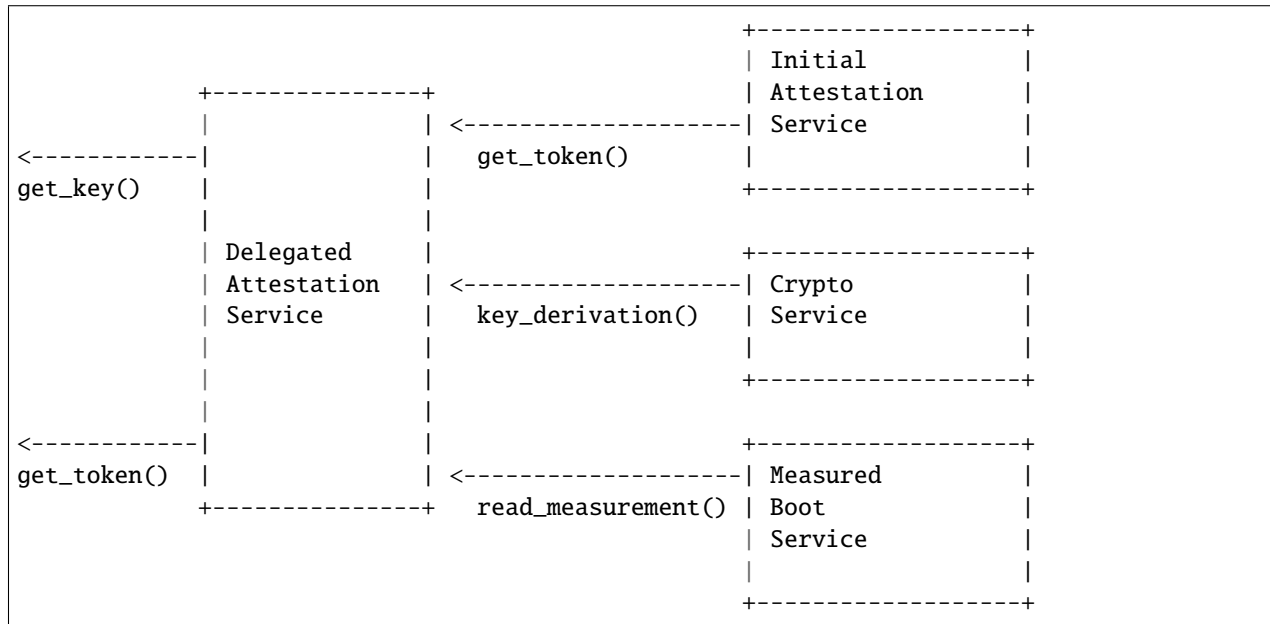 +-------------------+
                                                 | Initial           |
             +---------------+                   | Attestation       |
             |               | <-----------------| Service           |
<------------|               |   get_token()     |                   |
get_key()    |               |                   +-------------------+
             |               |
             | Delegated     |                   +-------------------+
             | Attestation   | <-----------------| Crypto            |
             | Service       |  key_derivation() | Service           |
             |               |                   |                   |
             |               |                   +-------------------+
             |               |
<------------|               |                   +-------------------+
get_token()  |               | <-----------------| Measured          |
             +---------------+ read_measurement()| Boot              |
                                                 | Service           |
                                                 |                   |
                                                 +-------------------+